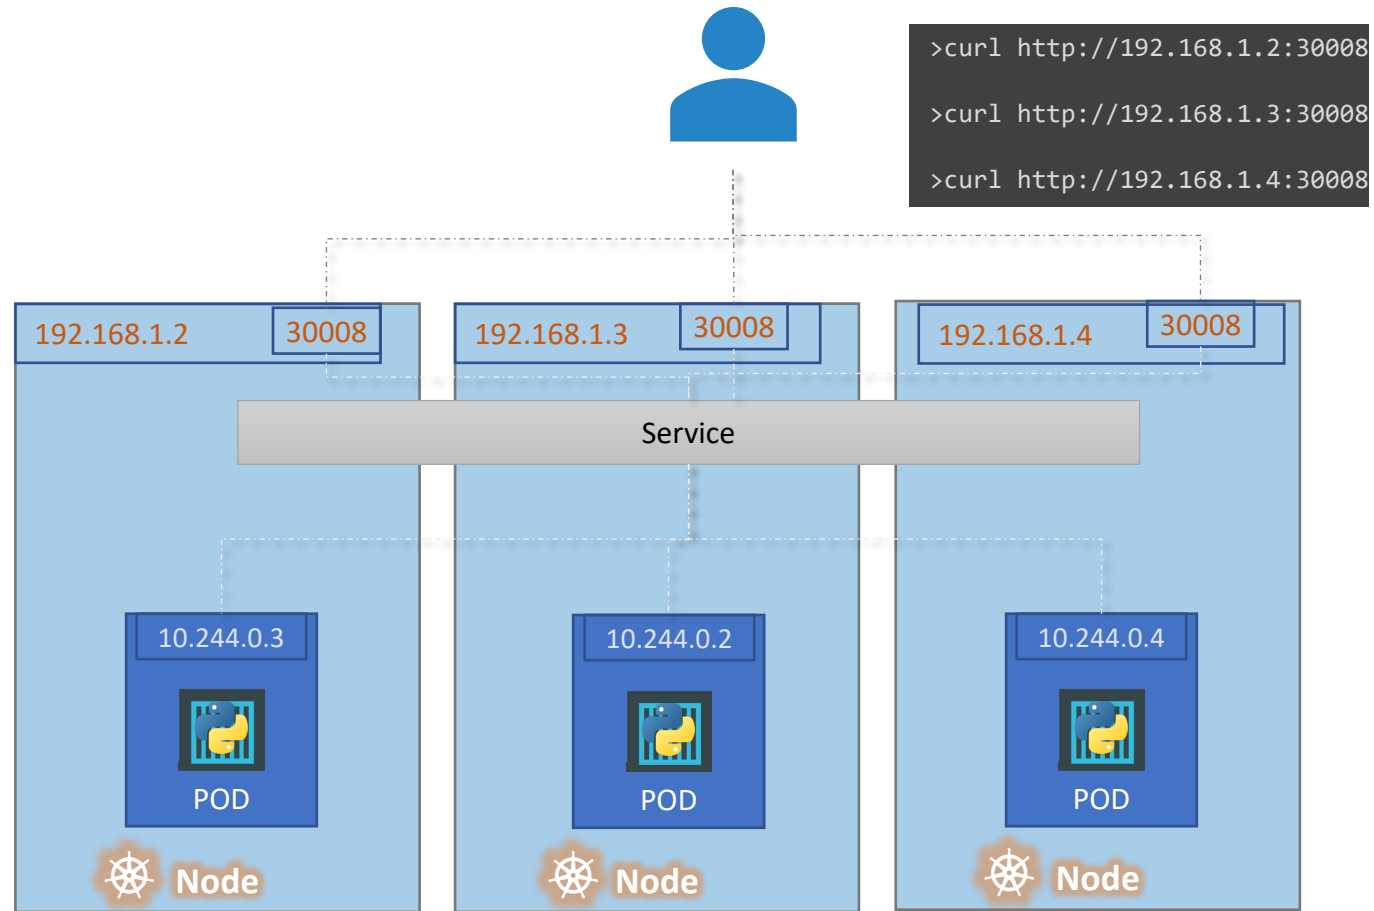 >curl http://192.168.1.2:30008
>curl http://192.168.1.3:30008
>curl http://192.168.1.4:30008
192.168.1.2
30008
192.168.1.3
30008
192.168.1.4
30008
Service
10.244.0.3
10.244.0.2
10.244.0.4
POD
POD
POD
Node
Node
Node